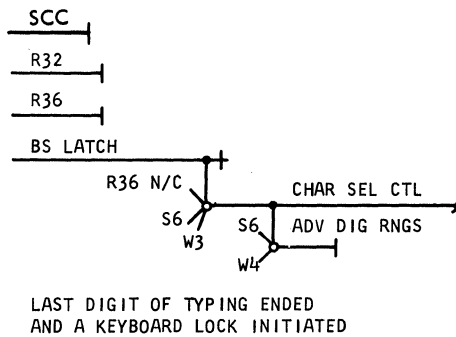 SCC
R32
R36
BS LATCH
R36 N/C
CHAR SEL CTL
S6
S6
ADV DIG RNGS
W3
W4
LAST DIGIT OF TYPING ENDED
AND A KEYBOARD LOCK INITIATED